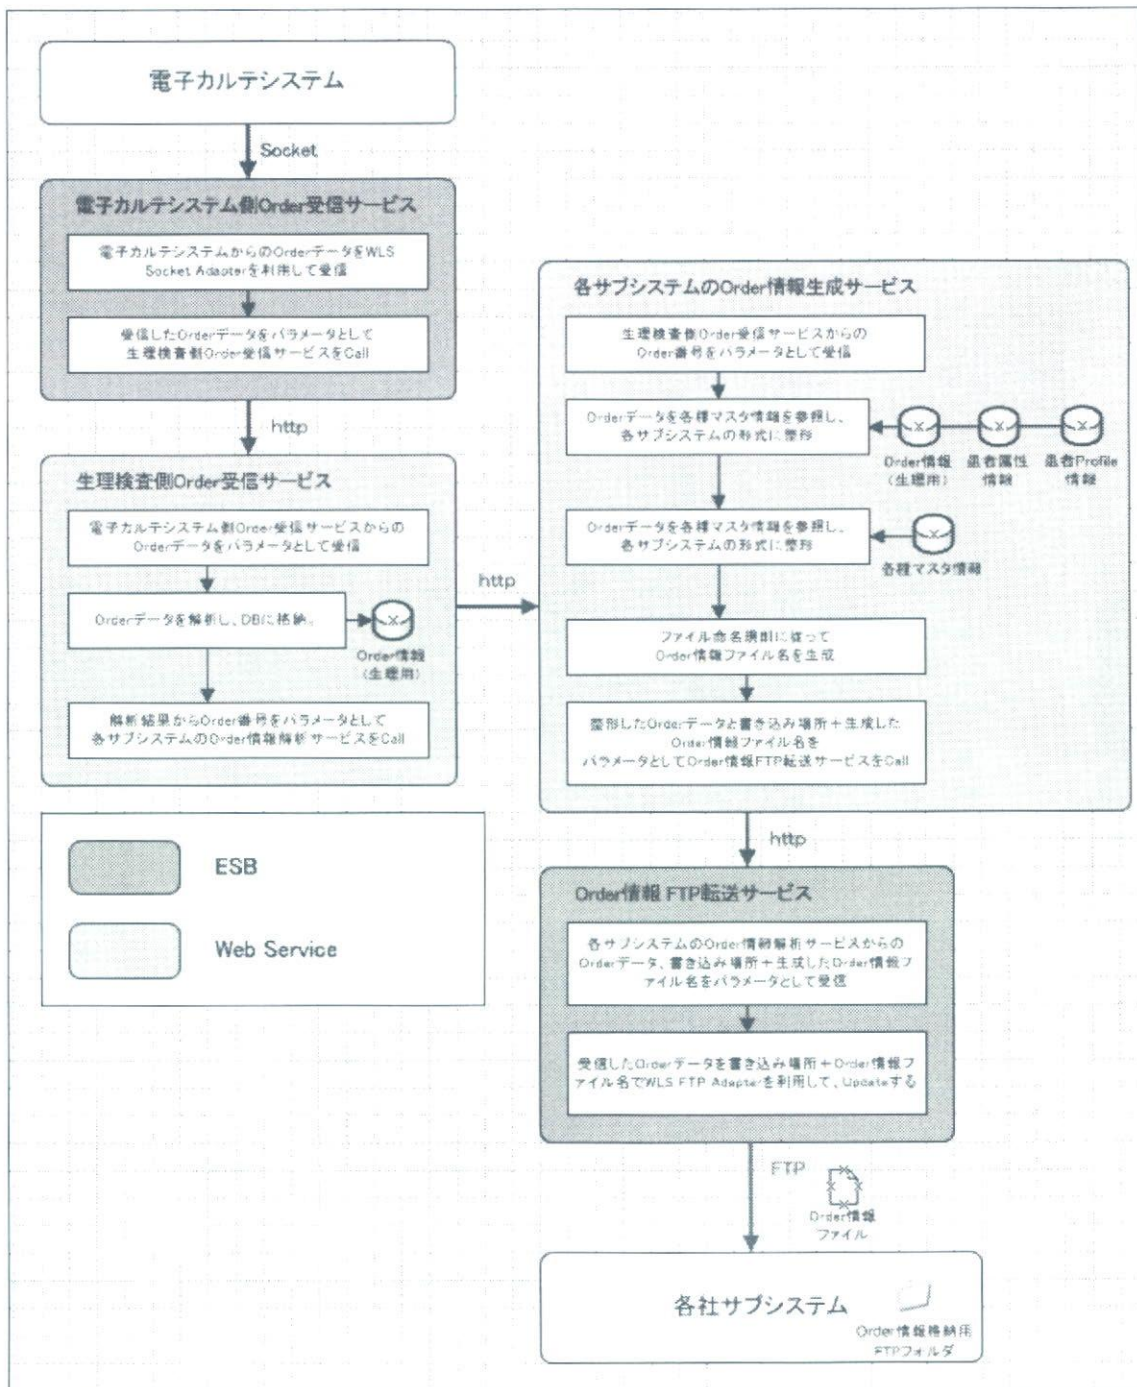 電子カルテシステム
Socket
電子カルテシステム側Order受信サービス
電子カルテシステムからのOrderデータをWLS
Socket Adapterを利用して受信
受信したOrderデータをパラメータとして
生理検査側Order受信サービスをCall
http
生理検査側Order受信サービス
電子カルテシステム側Order受信サービスからの
Orderデータをパラメータとして受信
Orderデータを解析し、DBに格納。
Order情報
(生理用)
解析結果からOrder番号をパラメータとして
各サブシステムのOrder情報解析サービスをCall
http
各サブシステムのOrder情報生成サービス
生理検査側Order受信サービスからの
Order番号をパラメータとして受信
Orderデータを各種マスタ情報を参照し、
各サブシステムの形式に整形
Order情報
(生理用)
患者属性
情報
患者Profile
情報
Orderデータを各種マスタ情報を参照し、
各サブシステムの形式に整形
各種マスタ情報
ファイル命名規則に従って
Order情報ファイル名を生成
整形したOrderデータと書き込み場所+生成した
Order情報ファイル名を
パラメータとしてOrder情報FTP転送サービスをCall
http
ESB
Web Service
Order情報 FTP転送サービス
各サブシステムのOrder情報解析サービスからの
Orderデータ、書き込み場所+生成したOrder情報フ
ァイル名をパラメータとして受信
受信したOrderデータを書き込み場所+Order情報フ
ァイル名でWLS FTP Adapterを利用して、Updateする
FTP
Order情報
ファイル
各社サブシステム
Order情報格納用
FTPフォルダ